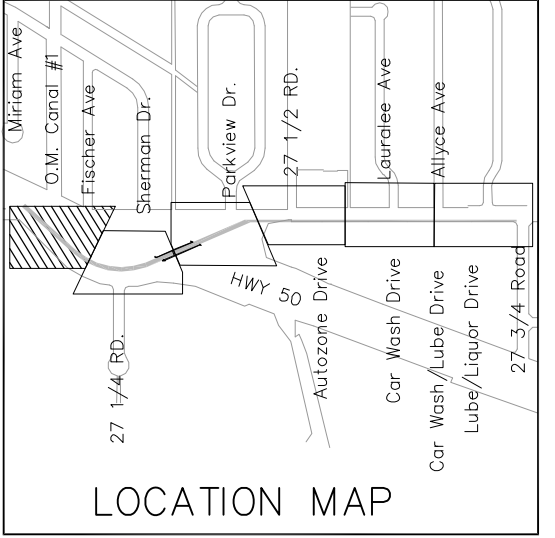 Miriam Ave
O.M. Canal #1
Fischer Ave
Sherman Dr.
Parkview Dr.
27 1/2 RD.
Lauralee Ave
Allyce Ave
HWY 50
27 1/4 RD.
Autozone Drive
Car Wash Drive
Car Wash/Lube Drive
Lube/Liquor Drive
27 3/4 Road
LOCATION MAP